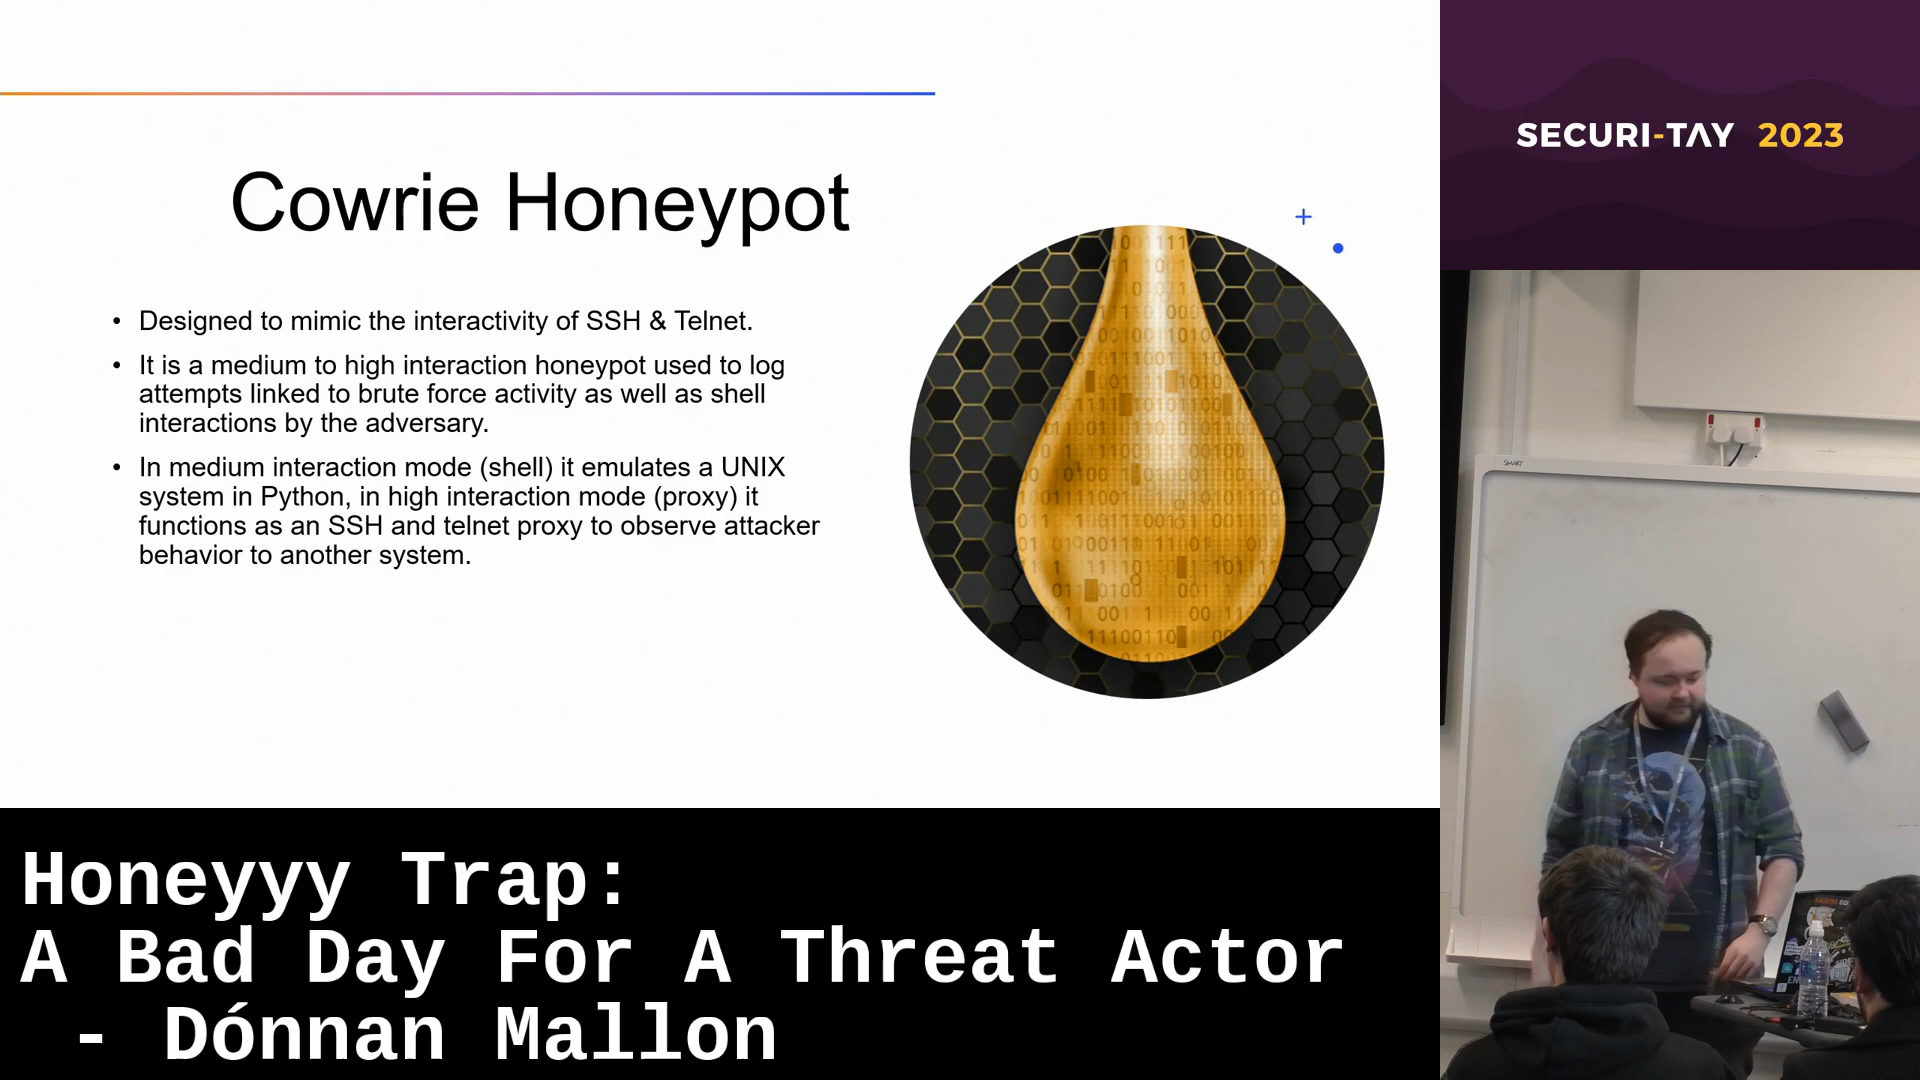 SECURI-TAY 2023
Cowrie Honeypot
• Designed to mimic the interactivity of SSH & Telnet.
• It is a medium to high interaction honeypot used to log
attempts linked to brute force activity as well as shell
interactions by the adversary.
• In medium interaction mode (shell) it emulates a UNIX
system in Python, in high interaction mode (proxy) it
functions as an SSH and telnet proxy to observe attacker
behavior to another system.
SMART
Honeyyy Trap:
A Bad Day For A Threat Actor
- Dónnan Mallon